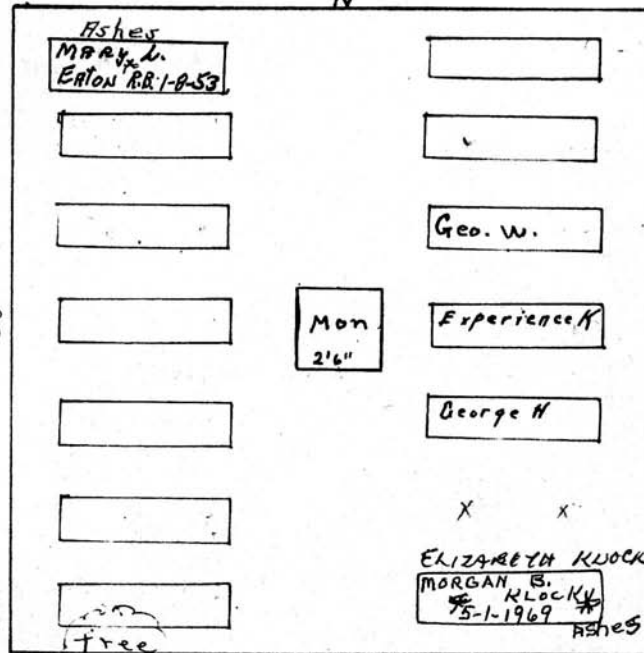 N
Ashes
MARY L.
EATON R.B. 1-8-53
Geo. W.
Mon
2'6"
Experience K
George H
x x
ELIZABETH KLOCK
MORGAN B.
KLOCK
5-1-1969
Ashes
tree